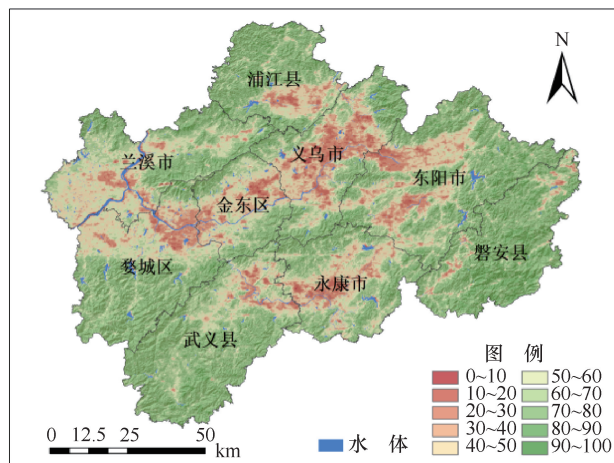 N
浦江县
兰溪市
义乌市
东阳市
金东区
磐安县
婺城区
永康市
武义县
图 例
0~10
50~60
10~20
60~70
20~30
70~80
30~40
80~90
40~50
90~100
水 体
0 12.5 25 50
km